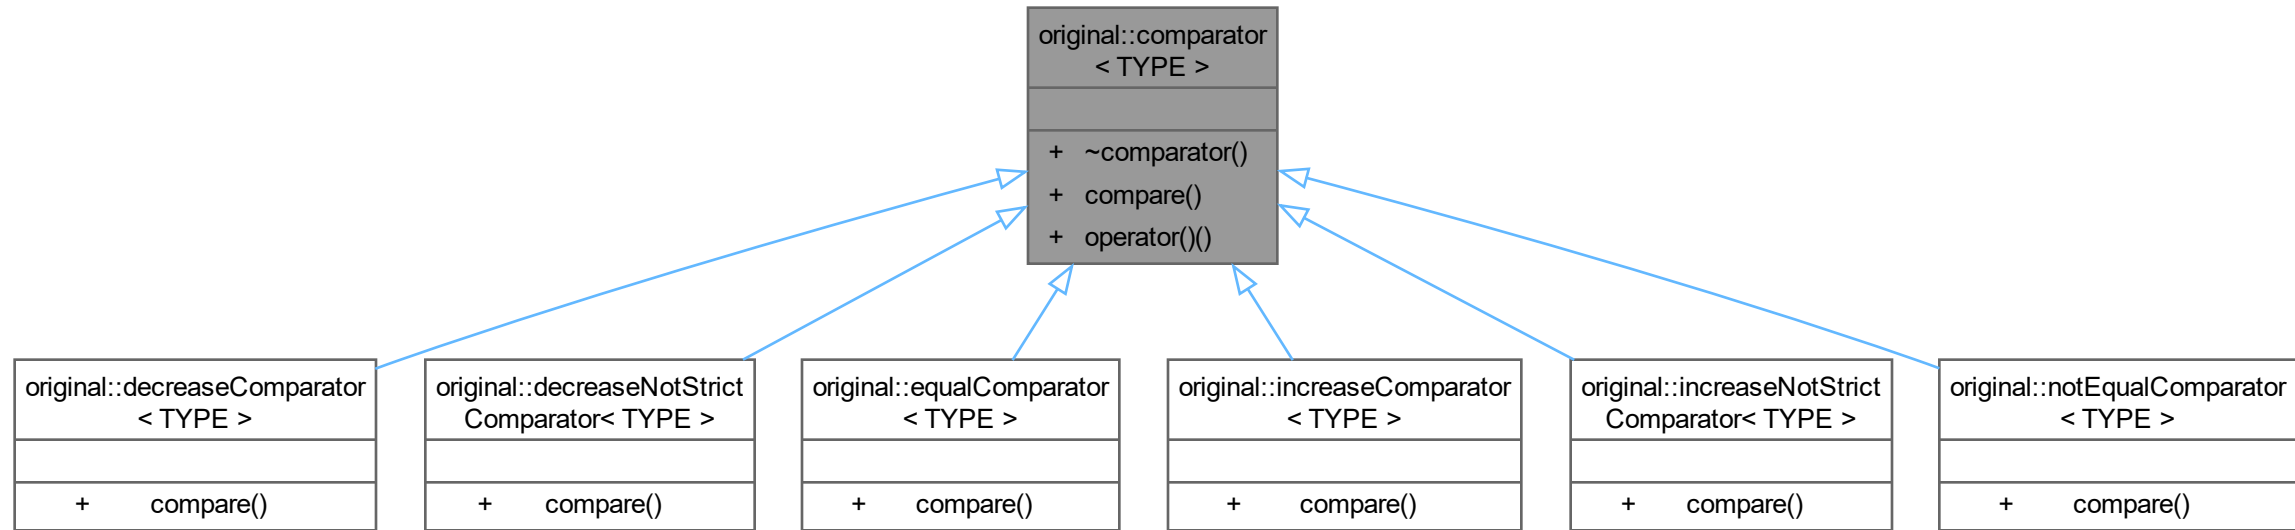 original::comparator
< TYPE >
+ ~comparator()
+ compare()
+ operator()()
original::decreaseComparator
< TYPE >
+ compare()
original::decreaseNotStrict
Comparator< TYPE >
+ compare()
original::equalComparator
< TYPE >
+ compare()
original::increaseComparator
< TYPE >
+ compare()
original::increaseNotStrict
Comparator< TYPE >
+ compare()
original::notEqualComparator
< TYPE >
+ compare()